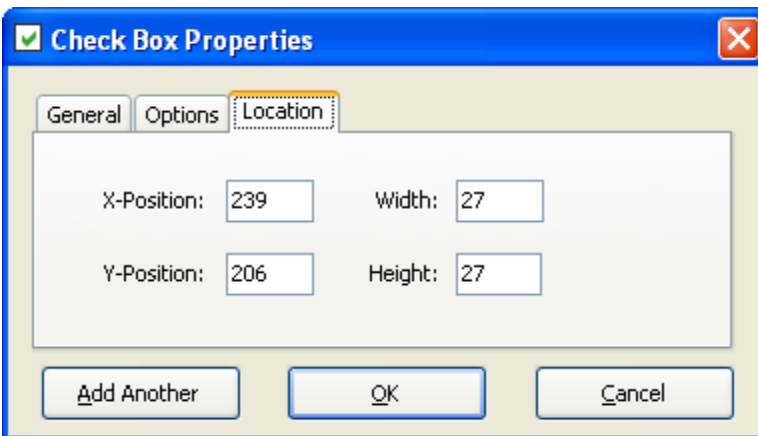 Check Box Properties
General Options Location
X-Position: 239 Width: 27
Y-Position: 206 Height: 27
Add Another OK Cancel